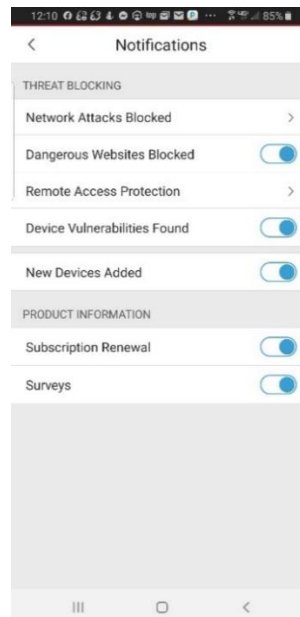 12:10 ... 85%
Notifications
THREAT BLOCKING
Network Attacks Blocked
Dangerous Websites Blocked
Remote Access Protection
Device Vulnerabilities Found
New Devices Added
PRODUCT INFORMATION
Subscription Renewal
Surveys